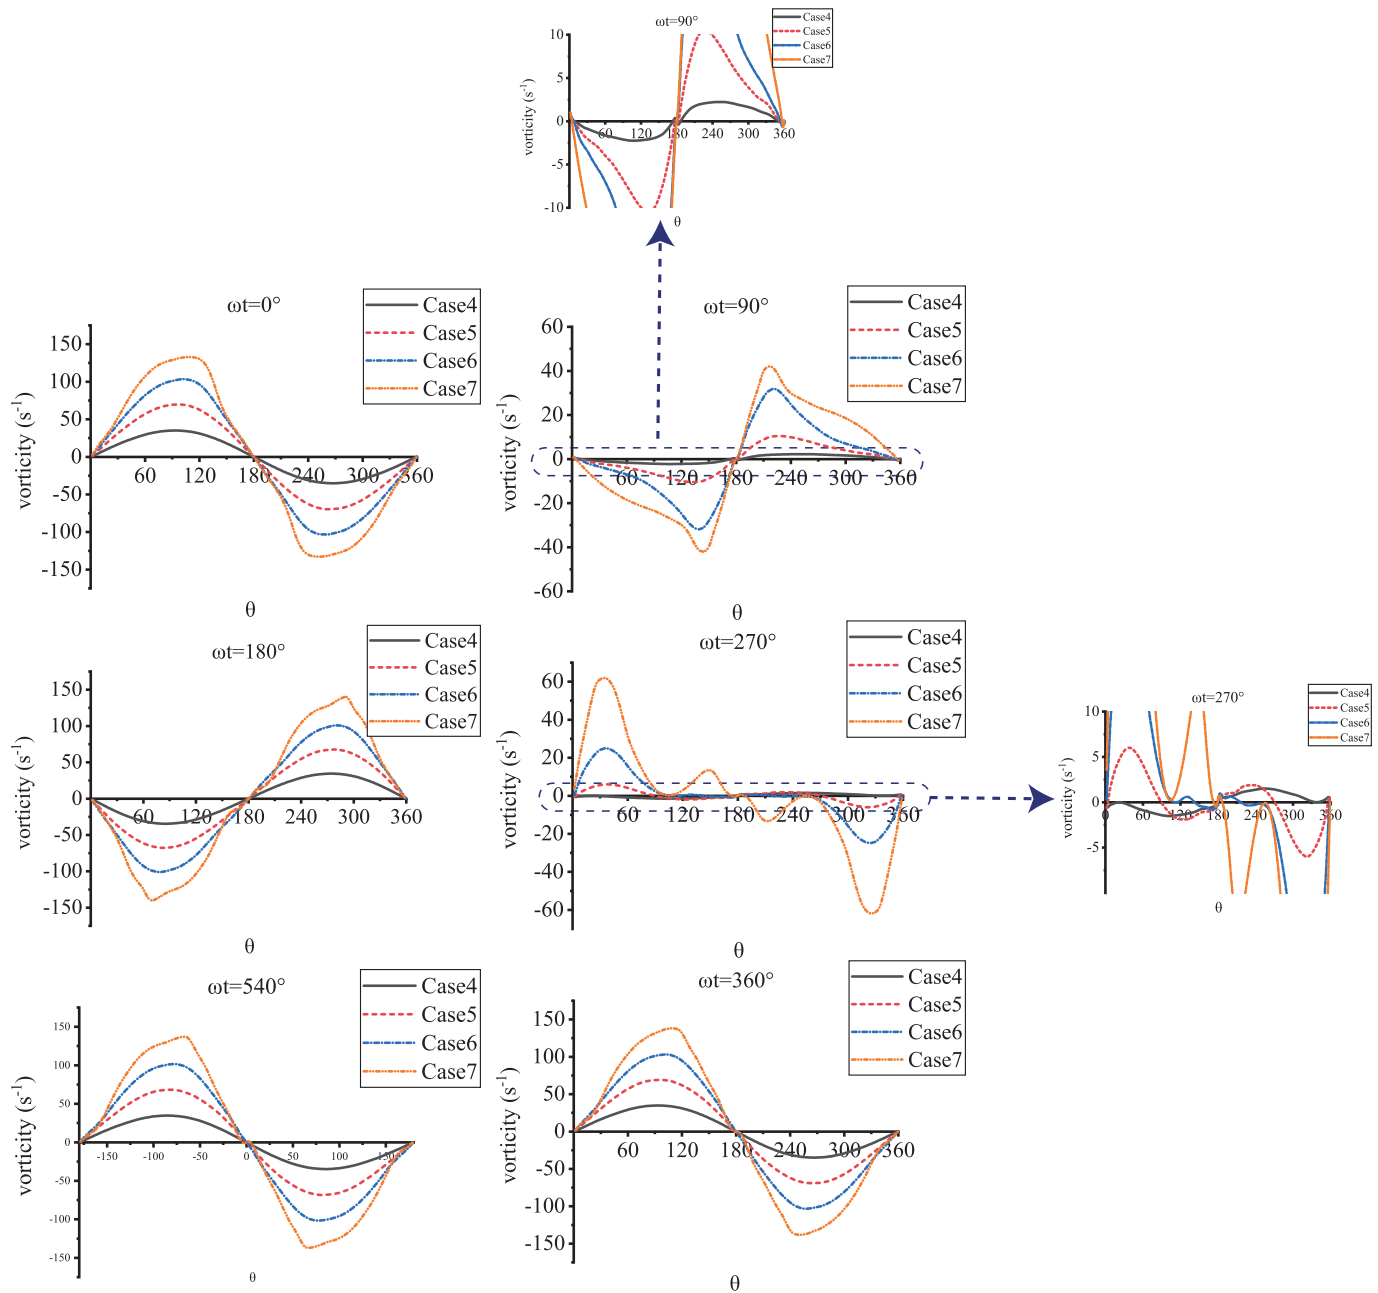 ωt=90°
Case4
Case5
Case6
Case7
vorticity (s⁻¹)
10
5
0
-5
-10
60 120 180 240 300 360
θ
ωt=0°
Case4
Case5
Case6
Case7
vorticity (s⁻¹)
150
100
50
0
-50
-100
-150
60 120 180 240 300 360
θ
ωt=90°
Case4
Case5
Case6
Case7
vorticity (s⁻¹)
60
40
20
0
-20
-40
-60
60 120 180 240 300 360
θ
ωt=180°
Case4
Case5
Case6
Case7
vorticity (s⁻¹)
150
100
50
0
-50
-100
-150
60 120 180 240 300 360
θ
ωt=270°
Case4
Case5
Case6
Case7
vorticity (s⁻¹)
60
40
20
0
-20
-40
-60
60 120 180 240 300 360
θ
ωt=270°
Case4
Case5
Case6
Case7
vorticity (s⁻¹)
10
5
0
-5
0 60 120 180 240 300 360
θ
ωt=540°
Case4
Case5
Case6
Case7
vorticity (s⁻¹)
150
100
50
0
-50
-100
-150
-150 -100 -50 0 50 100 150
θ
ωt=360°
Case4
Case5
Case6
Case7
vorticity (s⁻¹)
150
100
50
0
-50
-100
-150
60 120 180 240 300 360
θ